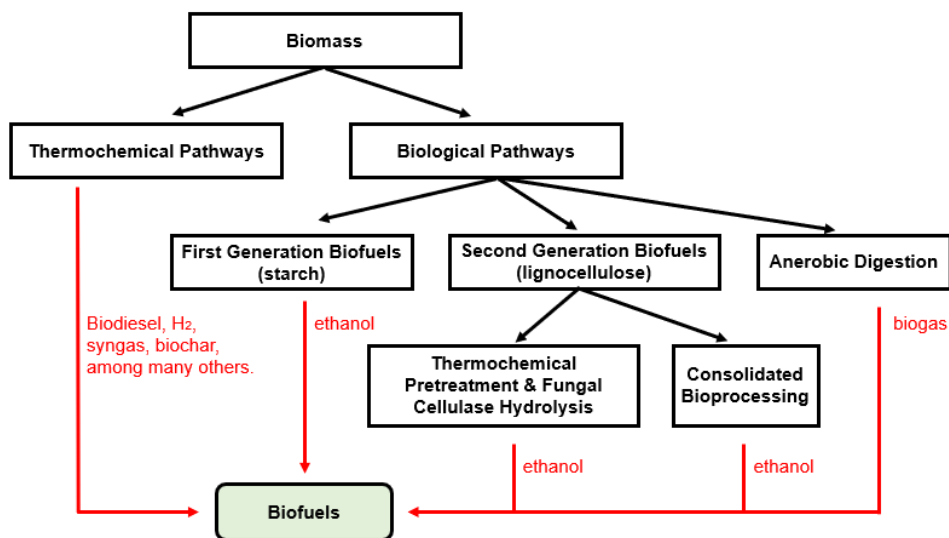 Biomass
Thermochemical Pathways
Biological Pathways
First Generation Biofuels
(starch)
Second Generation Biofuels
(lignocellulose)
Anerobic Digestion
Biodiesel, H₂,
syngas, biochar,
among many others.
ethanol
biogas
Thermochemical
Pretreatment & Fungal
Cellulase Hydrolysis
Consolidated
Bioprocessing
ethanol
ethanol
Biofuels